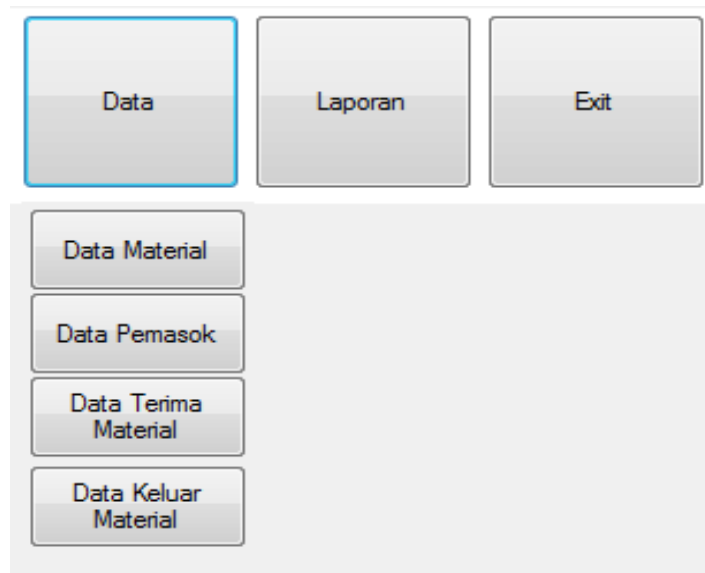 Data
Laporan
Exit
Data Material
Data Pemasok
Data Terima
Material
Data Keluar
Material